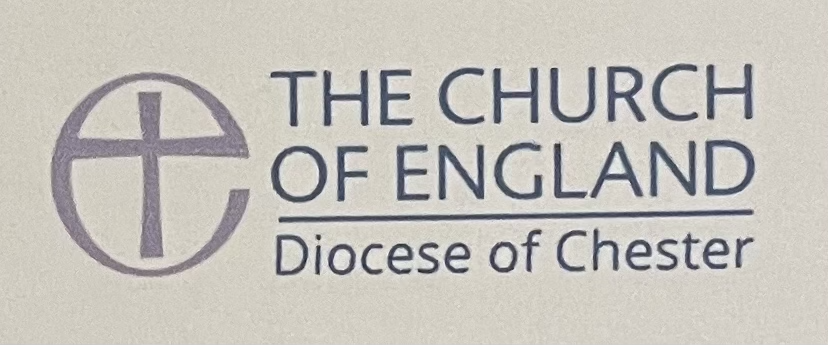 THE CHURCH
OF ENGLAND
Diocese of Chester